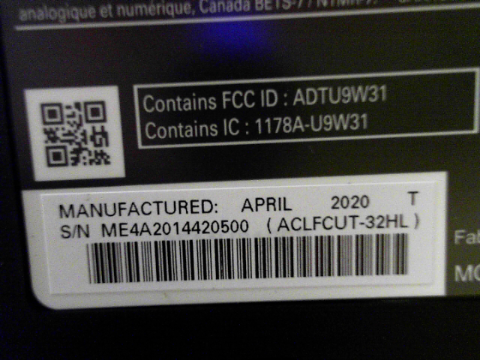 analogique et numérique, Canada BETS-7 / NTMR-7.
Contains FCC ID : ADTU9W31
Contains IC : 1178A-U9W31
MANUFACTURED: APRIL 2020 T
S/N ME4A2014420500 ( ACLFCUT-32HL )